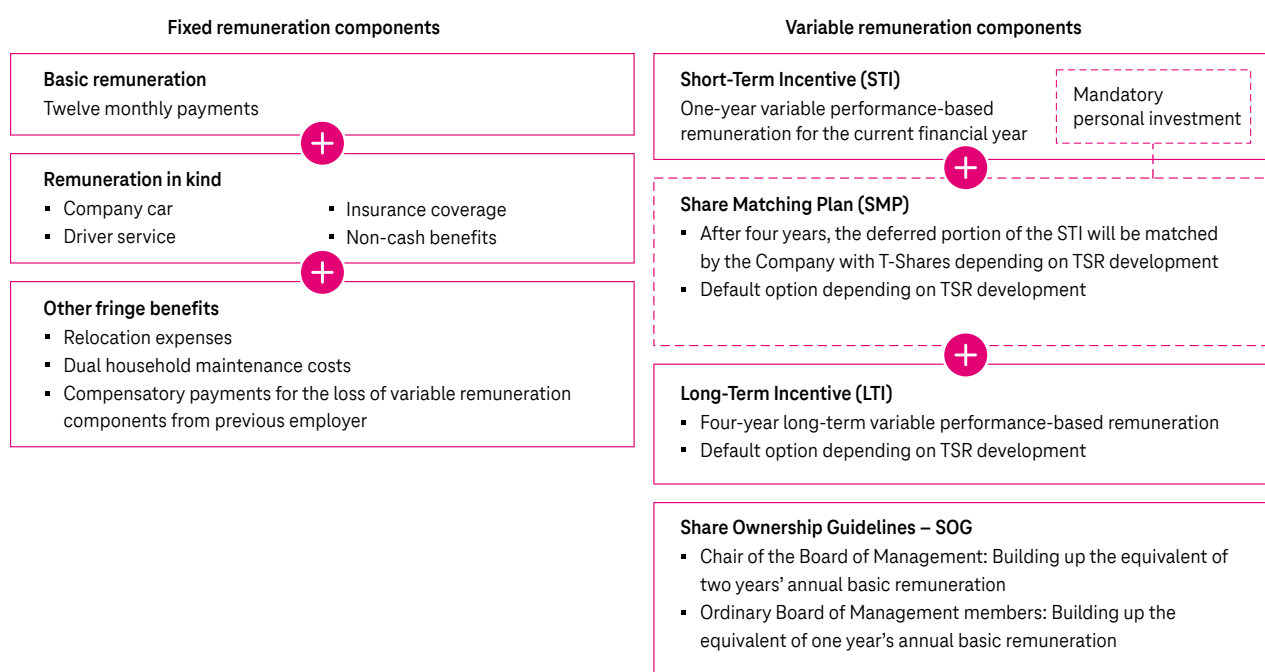 Fixed remuneration components
Basic remuneration
Twelve monthly payments
Remuneration in kind
▪ Company car
▪ Driver service
▪ Insurance coverage
▪ Non-cash benefits
Other fringe benefits
▪ Relocation expenses
▪ Dual household maintenance costs
▪ Compensatory payments for the loss of variable remuneration
components from previous employer
Variable remuneration components
Short-Term Incentive (STI)
One-year variable performance-based
remuneration for the current financial year
Mandatory
personal investment
Share Matching Plan (SMP)
▪ After four years, the deferred portion of the STI will be matched
by the Company with T-Shares depending on TSR development
▪ Default option depending on TSR development
Long-Term Incentive (LTI)
▪ Four-year long-term variable performance-based remuneration
▪ Default option depending on TSR development
Share Ownership Guidelines – SOG
▪ Chair of the Board of Management: Building up the equivalent of
two years’ annual basic remuneration
▪ Ordinary Board of Management members: Building up the
equivalent of one year’s annual basic remuneration